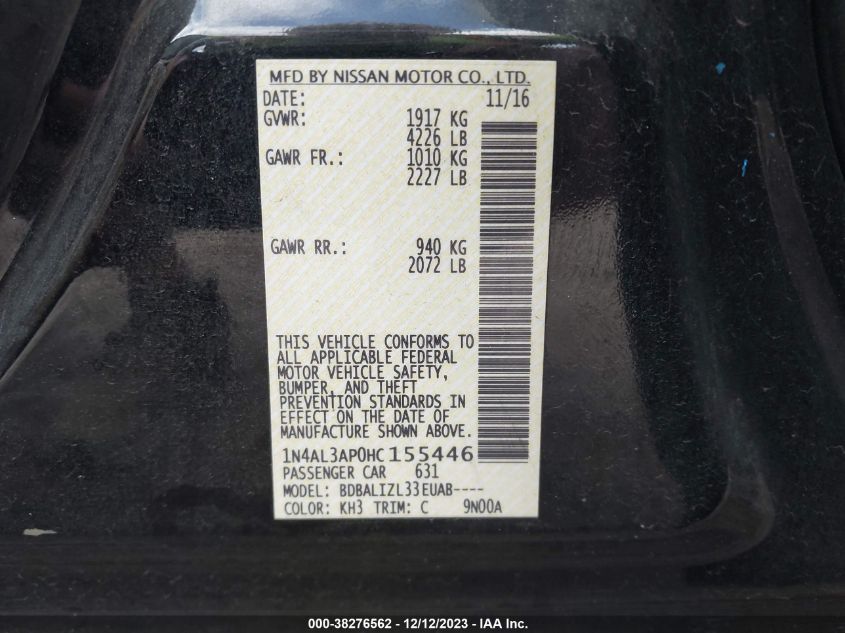 MFD BY NISSAN MOTOR CO., LTD.
DATE: 11/16
GVWR: 1917 KG
4226 LB
GAWR FR.: 1010 KG
2227 LB
GAWR RR.: 940 KG
2072 LB
THIS VEHICLE CONFORMS TO
ALL APPLICABLE FEDERAL
MOTOR VEHICLE SAFETY,
BUMPER, AND THEFT
PREVENTION STANDARDS IN
EFFECT ON THE DATE OF
MANUFACTURE SHOWN ABOVE.
1N4AL3AP0HC155446
PASSENGER CAR 631
MODEL: BDBALIZL33EUAB----
COLOR: KH3 TRIM: C 9N00A
000-38276562 - 12/12/2023 - IAA Inc.